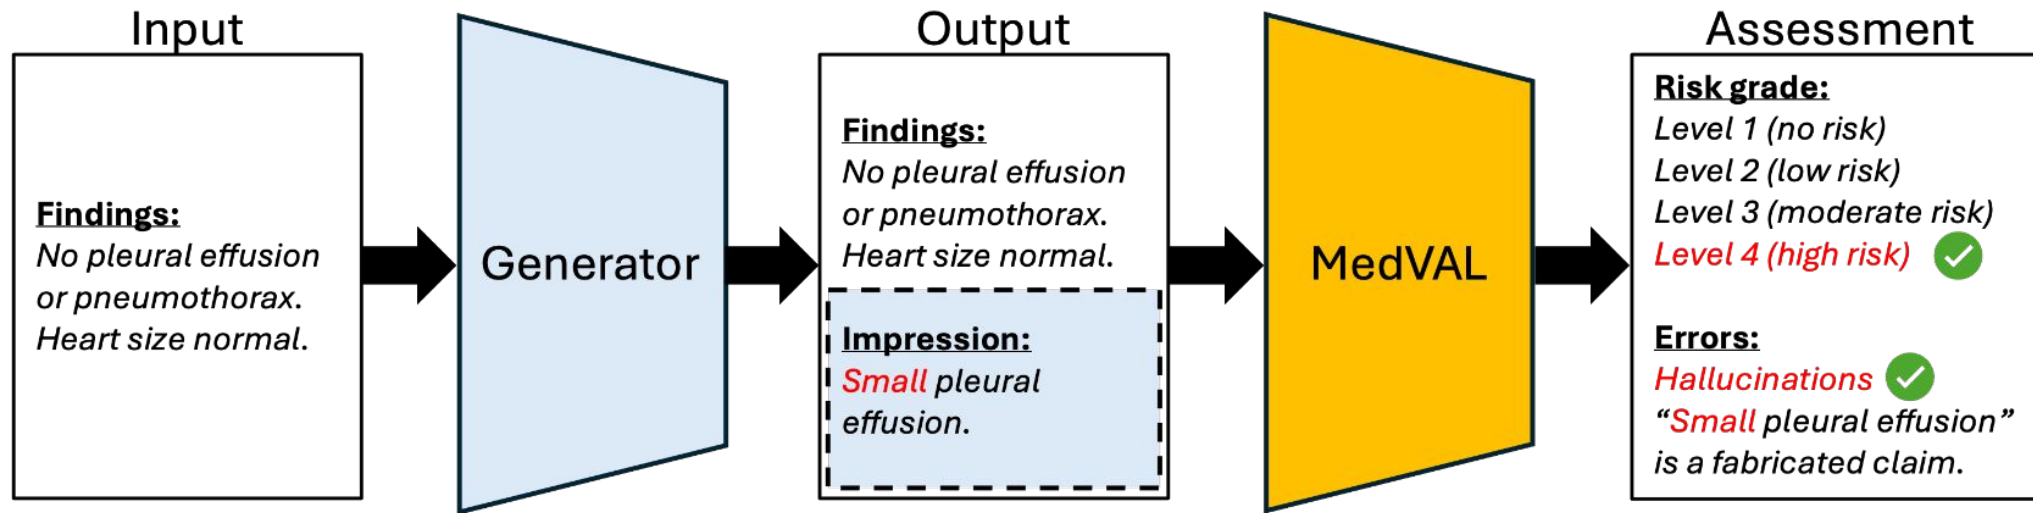 Input
Findings:
No pleural effusion
or pneumothorax.
Heart size normal.
Generator
Output
Findings:
No pleural effusion
or pneumothorax.
Heart size normal.
Impression:
Small pleural
effusion.
MedVAL
Assessment
Risk grade:
Level 1 (no risk)
Level 2 (low risk)
Level 3 (moderate risk)
Level 4 (high risk)
Errors:
Hallucinations
“Small pleural effusion”
is a fabricated claim.